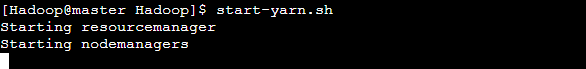 [Hadoop@master Hadoop]$ start-yarn.sh
Starting resourcemanager
Starting nodemanagers